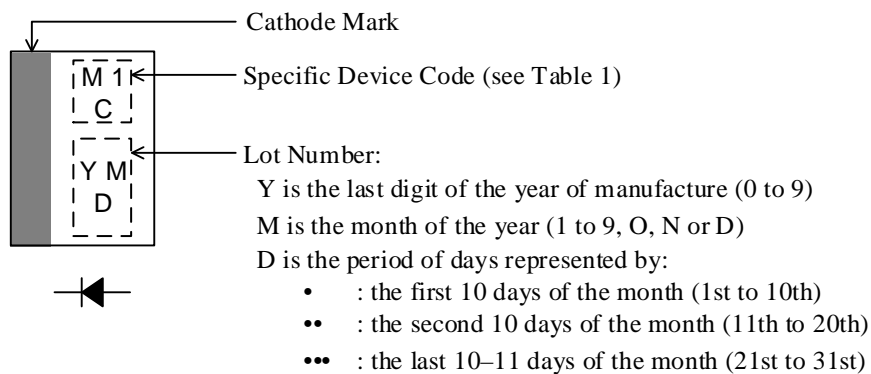 Cathode Mark
M 1
C
Specific Device Code (see Table 1)
Y M
D
Lot Number:
Y is the last digit of the year of manufacture (0 to 9)
M is the month of the year (1 to 9, O, N or D)
D is the period of days represented by:
• : the first 10 days of the month (1st to 10th)
•• : the second 10 days of the month (11th to 20th)
••• : the last 10–11 days of the month (21st to 31st)